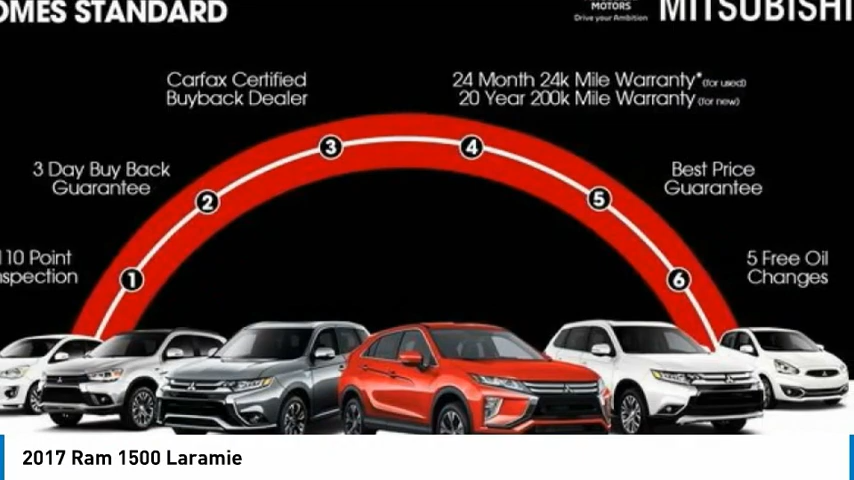 OMES STANDARD
MOTORS
Drive your Ambition
MITSUBISHI
Carfax Certified
Buyback Dealer
24 Month 24k Mile Warranty* (for used)
20 Year 200k Mile Warranty (for new)
3
4
3 Day Buy Back
Guarantee
Best Price
Guarantee
2
5
110 Point
nspection
5 Free Oil
Changes
1
6
2017 Ram 1500 Laramie